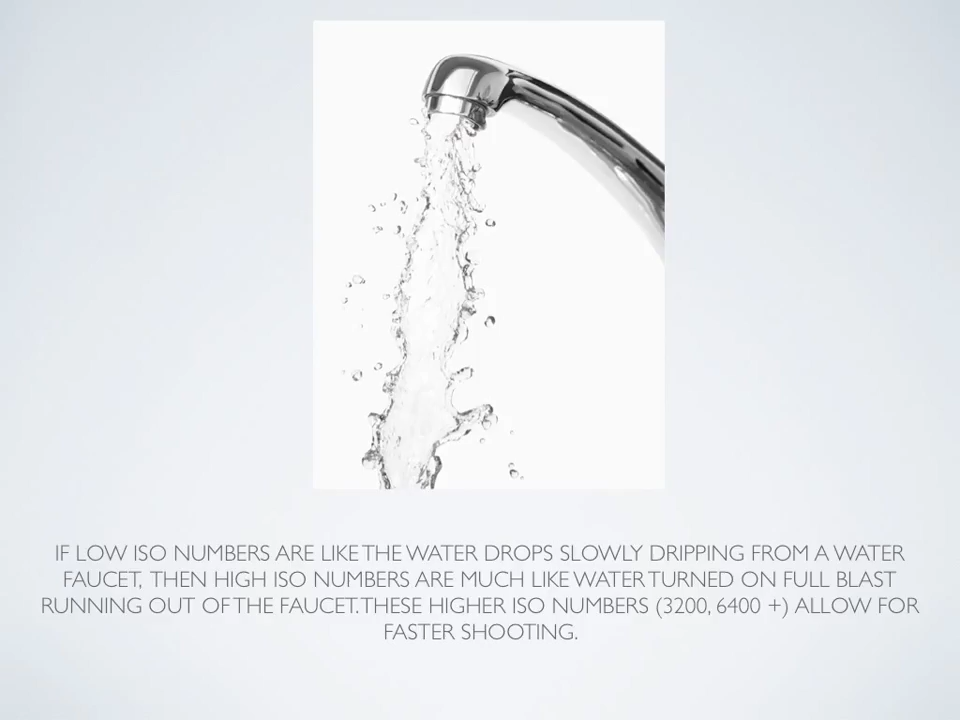 IF LOW ISO NUMBERS ARE LIKE THE WATER DROPS SLOWLY DRIPPING FROM A WATER
FAUCET, THEN HIGH ISO NUMBERS ARE MUCH LIKE WATER TURNED ON FULL BLAST
RUNNING OUT OF THE FAUCET. THESE HIGHER ISO NUMBERS (3200, 6400 +) ALLOW FOR
FASTER SHOOTING.